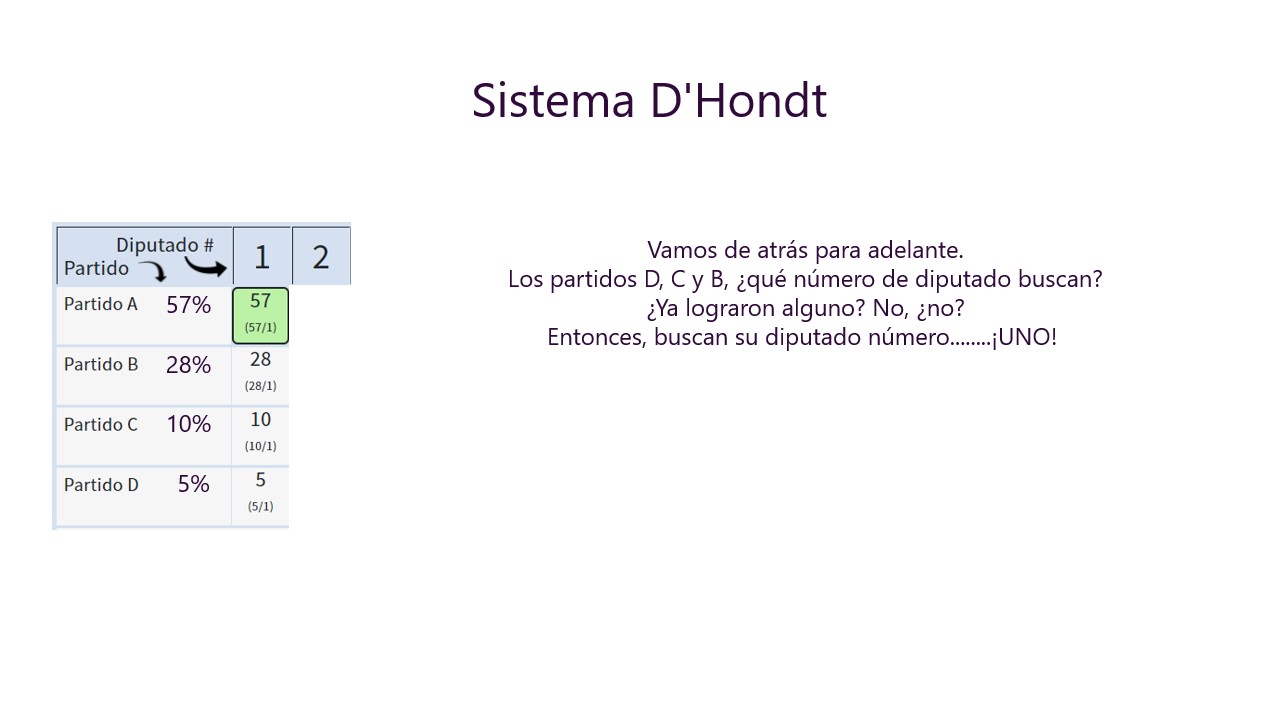 Sistema D'Hondt
Diputado #
Partido
1
2
Partido A 57% 57
(57/1)
Partido B 28% 28
(28/1)
Partido C 10% 10
(10/1)
Partido D 5% 5
(5/1)
Vamos de atrás para adelante.
Los partidos D, C y B, ¿qué número de diputado buscan?
¿Ya lograron alguno? No, ¿no?
Entonces, buscan su diputado número........¡UNO!